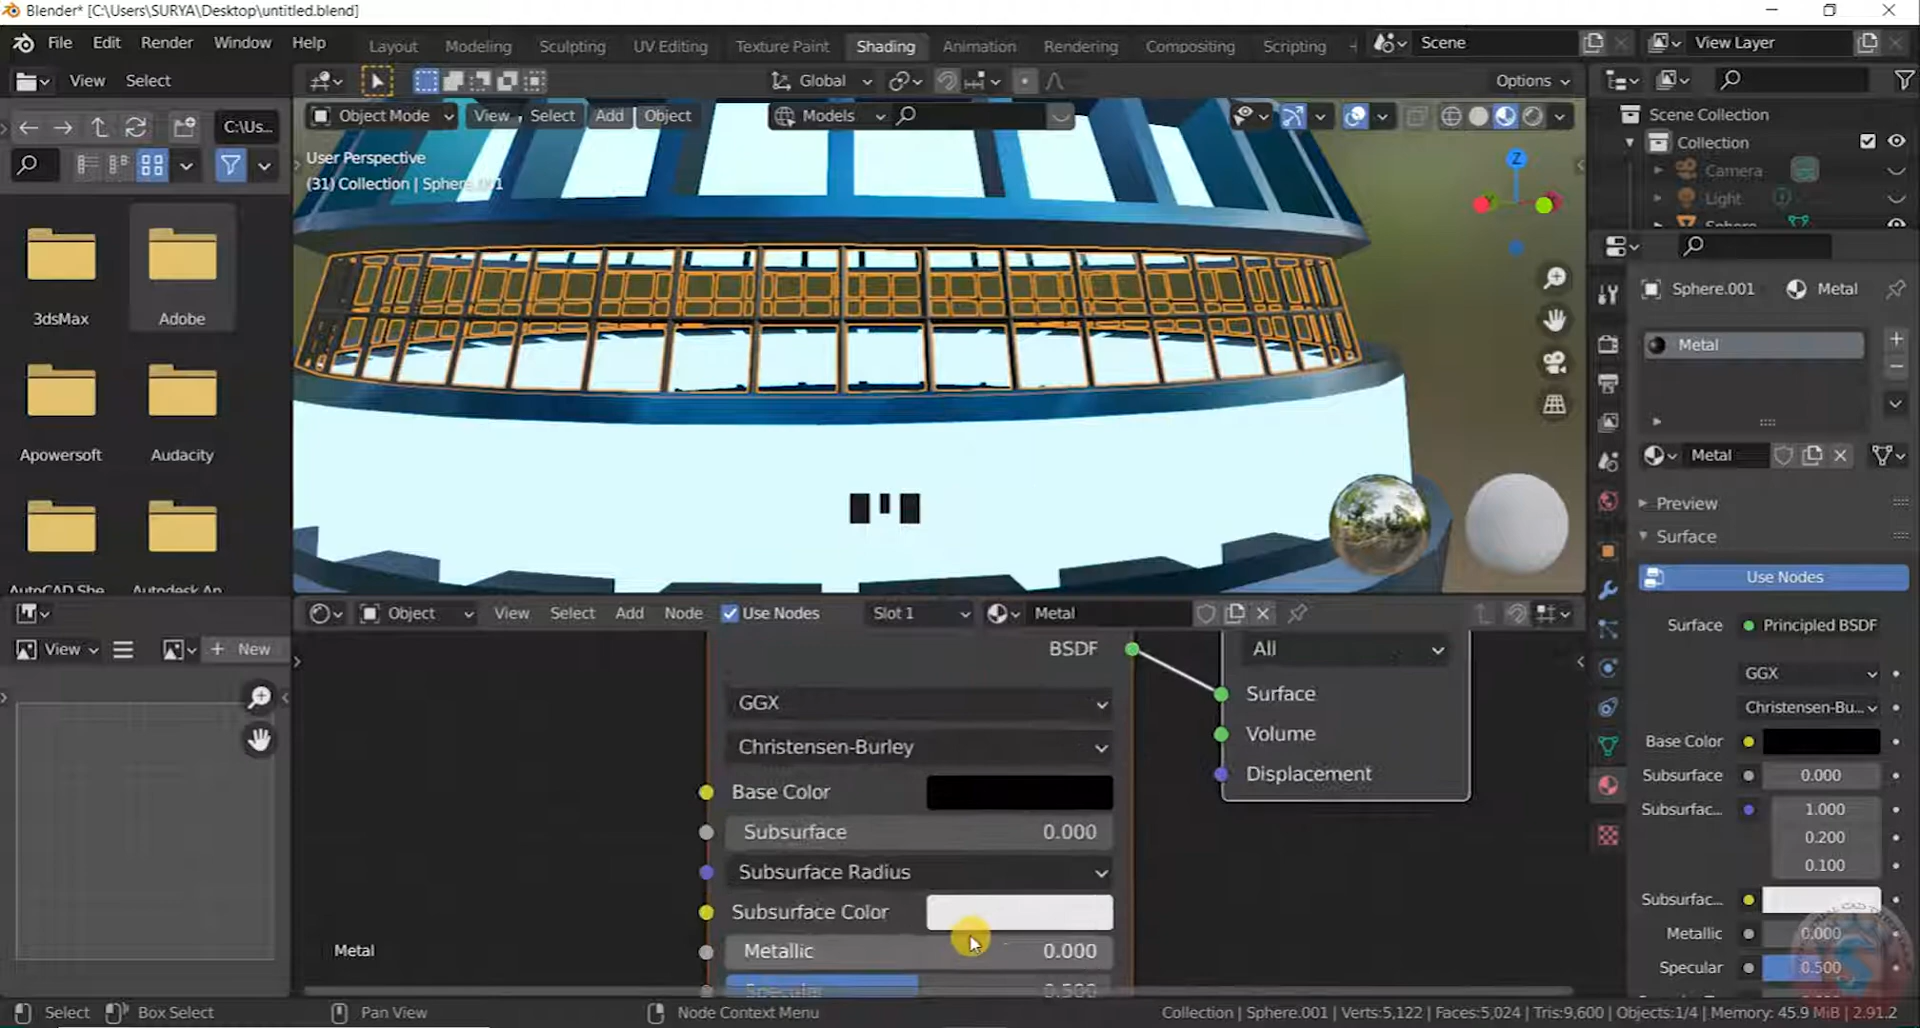 Blender* [C:\Users\SURYA\Desktop\untitled.blend]
File Edit Render Window Help
Layout Modeling Sculpting UV Editing Texture Paint Shading Animation Rendering Compositing Scripting
Scene
View Layer
View Select
Global
Options
C:\Us...
Object Mode View Select Add Object
Models
User Perspective
(31) Collection | Sphere.001
Z
Scene Collection
Collection
Camera
Light
Sphere
3dsMax
Adobe
Apowersoft
Audacity
AutoCAD She
Autodesk An
Sphere.001
Metal
Metal
Metal
Preview
Surface
Use Nodes
Surface
Principled BSDF
GGX
Christensen-Bu...
Base Color
Subsurface
0.000
Subsurfac...
1.000
0.200
0.100
Subsurfac...
Metallic
0.000
Specular
0.500
Object View Select Add Node Use Nodes Slot 1 Metal
View
New
BSDF
GGX
Christensen-Burley
Base Color
Subsurface 0.000
Subsurface Radius
Subsurface Color
Metallic 0.000
Specular 0.500
All
Surface
Volume
Displacement
Metal
Select Box Select Pan View Node Context Menu
Collection | Sphere.001 | Verts:5,122 | Faces:5,024 | Tris:9,600 | Objects:1/4 | Memory: 45.9 MiB | 2.91.2